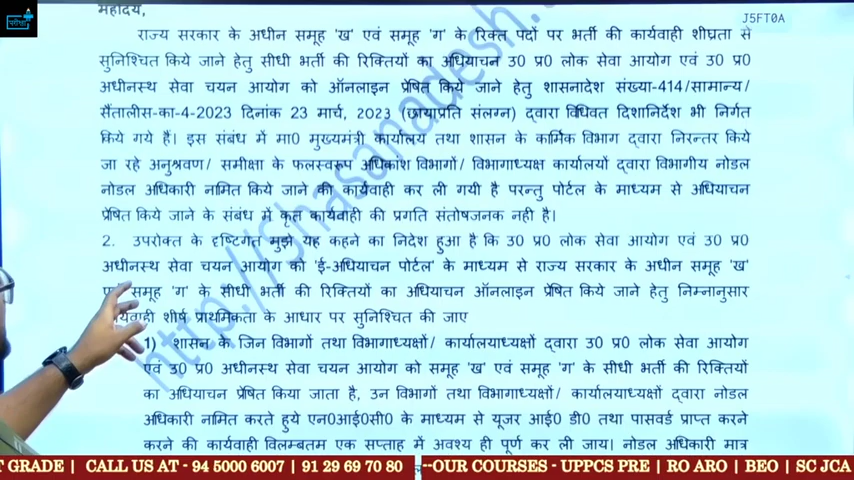 परीक्षा
J5FT0A
महोदय,
राज्य सरकार के अधीन समूह 'ख' एवं समूह 'ग' के रिक्त पदों पर भर्ती की कार्यवाही शीघ्रता से
सुनिश्चित किये जाने हेतु सीधी भर्ती की रिक्तियों का अधियाचन उ0 प्र0 लोक सेवा आयोग एवं उ0 प्र0
अधीनस्थ सेवा चयन आयोग को ऑनलाइन प्रेषित किये जाने हेतु शासनादेश संख्या-414/सामान्य/
सैंतालीस-का-4-2023 दिनांक 23 मार्च, 2023 (छायाप्रति संलग्न) द्वारा विधिवत दिशानिर्देश भी निर्गत
किये गये हैं। इस संबंध में मा0 मुख्यमंत्री कार्यालय तथा शासन के कार्मिक विभाग द्वारा निरन्तर किये
जा रहे अनुश्रवण/ समीक्षा के फलस्वरूप अधिकांश विभागों/ विभागाध्यक्ष कार्यालयों द्वारा विभागीय नोडल
नोडल अधिकारी नामित किये जाने की कार्यवाही कर ली गयी है परन्तु पोर्टल के माध्यम से अधियाचन
प्रेषित किये जाने के संबंध में कृत कार्यवाही की प्रगति संतोषजनक नही है।
2. उपरोक्त के दृष्टिगत मुझे यह कहने का निदेश हुआ है कि उ0 प्र0 लोक सेवा आयोग एवं उ0 प्र0
अधीनस्थ सेवा चयन आयोग को 'ई-अधियाचन पोर्टल' के माध्यम से राज्य सरकार के अधीन समूह 'ख'
समूह 'ग' के सीधी भर्ती की रिक्तियों का अधियाचन ऑनलाइन प्रेषित किये जाने हेतु निम्नानुसार
कार्यवाही शीर्ष प्राथमिकता के आधार पर सुनिश्चित की जाए
1) शासन के जिन विभागों तथा विभागाध्यक्षों/ कार्यालयाध्यक्षों द्वारा उ0 प्र0 लोक सेवा आयोग
एवं उ0 प्र0 अधीनस्थ सेवा चयन आयोग को समूह 'ख' एवं समूह 'ग' के सीधी भर्ती की रिक्तियों
का अधियाचन प्रेषित किया जाता है, उन विभागों तथा विभागाध्यक्षों/ कार्यालयाध्यक्षों द्वारा नोडल
अधिकारी नामित करते हुये एन0आई0सी0 के माध्यम से यूजर आई0 डी0 तथा पासवर्ड प्राप्त करने
करने की कार्यवाही विलम्बतम एक सप्ताह में अवश्य ही पूर्ण कर ली जाय। नोडल अधिकारी मात्र
http://Shasanadesh.
T GRADE | CALL US AT - 94 5000 6007 | 91 29 69 70 80 --OUR COURSES - UPPCS PRE | RO ARO | BEO | SC JCA